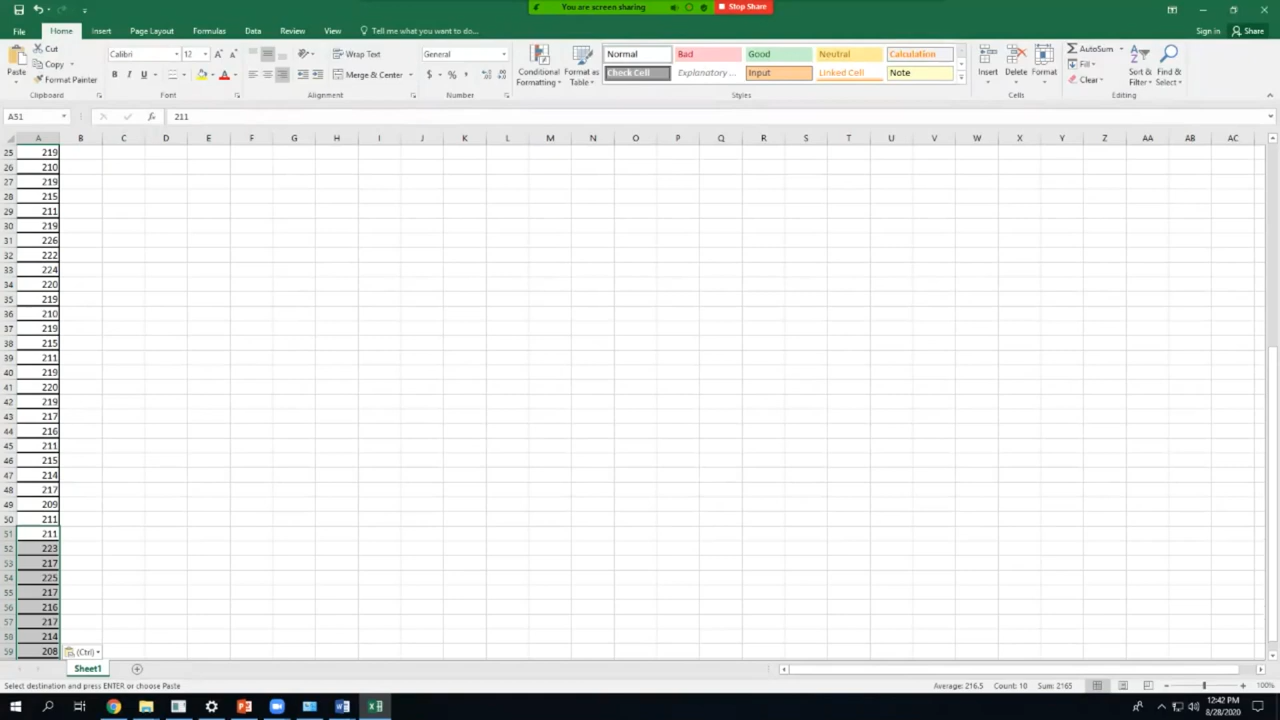 You are screen sharing
Stop Share
File Home Insert Page Layout Formulas Data Review View Tell me what you want to do... Sign in Share
Paste
Cut
Copy
Format Painter
Clipboard
Calibri 12
B I U
Font
Wrap Text
Merge & Center
Alignment
General
$ % ,
Number
Conditional Formatting
Format as Table
Normal Bad Good Neutral Calculation
Check Cell Explanatory ... Input Linked Cell Note
Styles
Insert Delete Format
Cells
AutoSum
Fill
Clear
Sort & Filter
Find & Select
Editing
A51 fx 211
A B C D E F G H I J K L M N O P Q R S T U V W X Y Z AA AB AC
25 219
26 210
27 219
28 215
29 211
30 219
31 226
32 222
33 224
34 220
35 219
36 210
37 219
38 215
39 211
40 219
41 220
42 219
43 217
44 216
45 211
46 215
47 214
48 217
49 209
50 211
51 211
52 223
53 217
54 225
55 217
56 216
57 217
58 214
59 208 (Ctrl)
Sheet1
Select destination and press ENTER or choose Paste Average: 216.5 Count: 10 Sum: 2165 100%
12:42 PM
8/28/2020